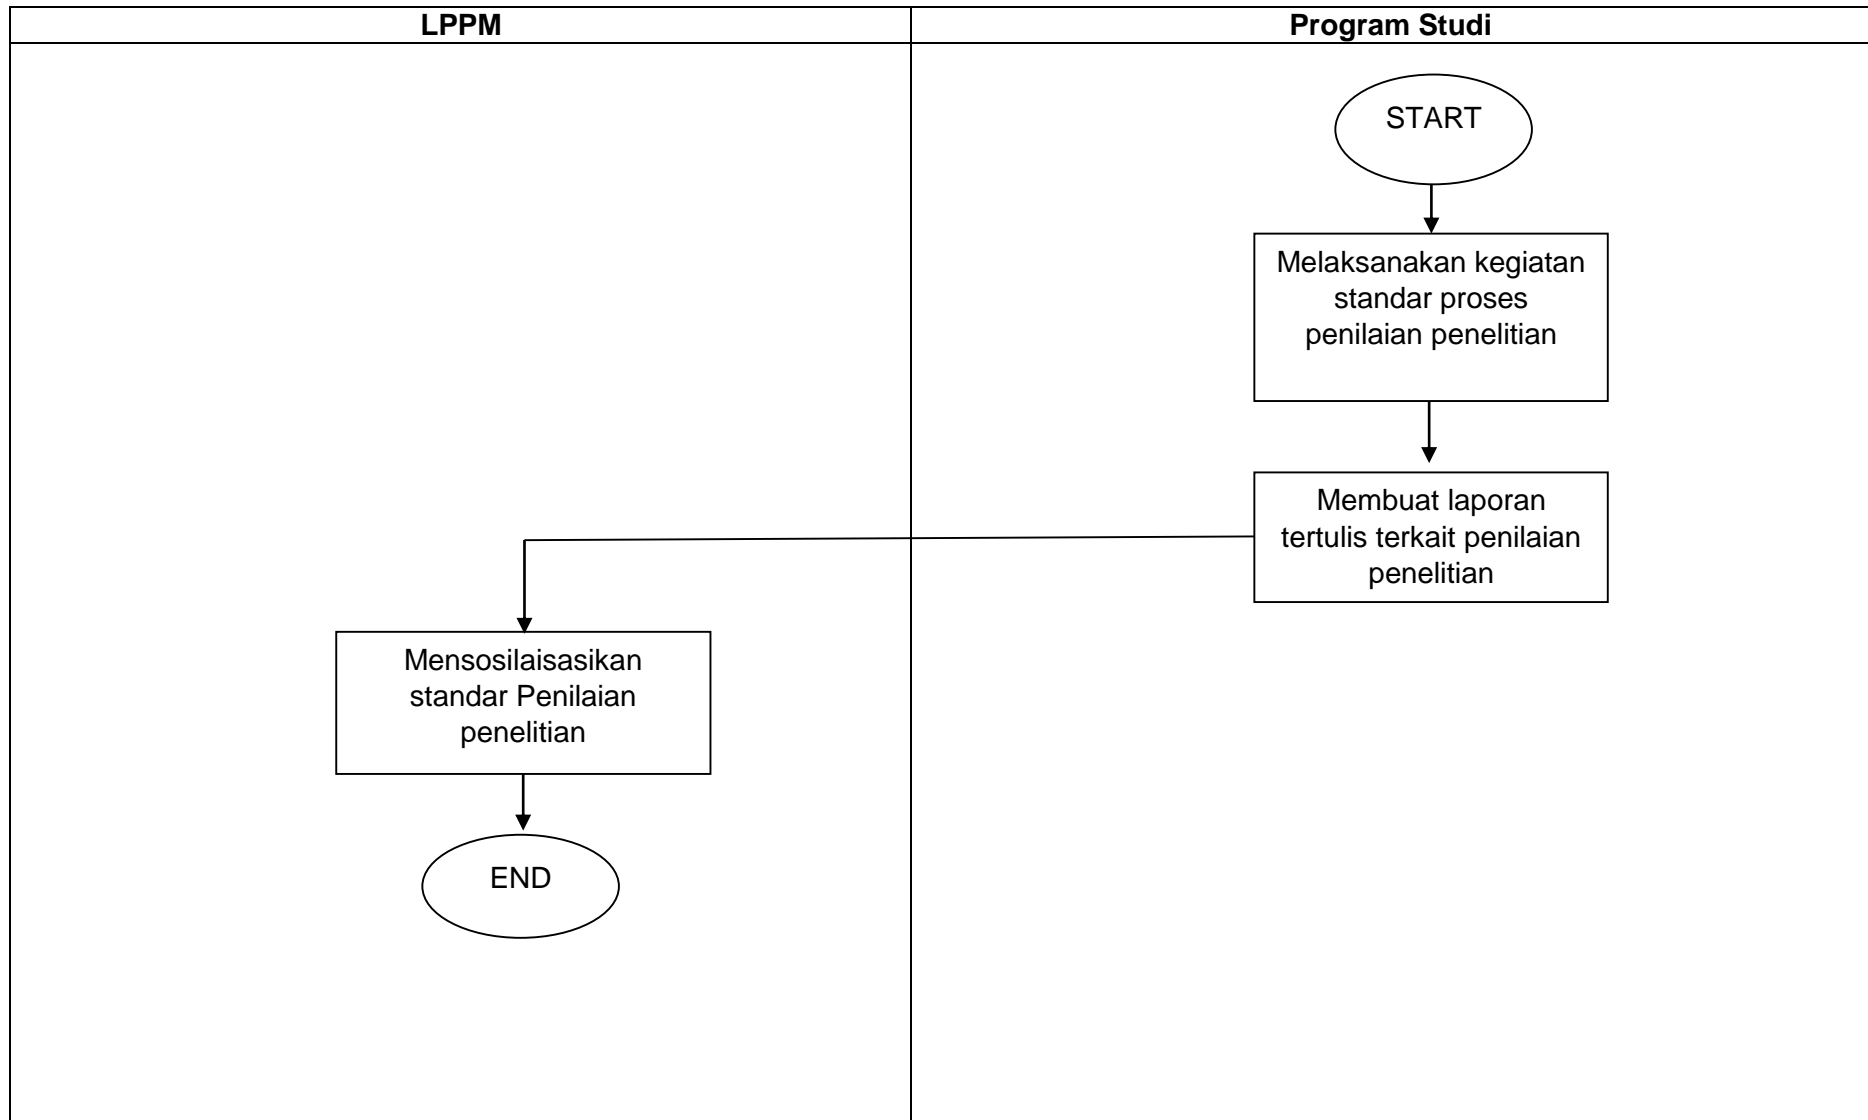 LPPM
Program Studi
START
Melaksanakan kegiatan
standar proses
penilaian penelitian
Membuat laporan
tertulis terkait penilaian
penelitian
Mensosilaisasikan
standar Penilaian
penelitian
END